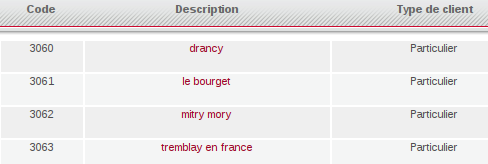 Code Description Type de client
3060 drancy Particulier
3061 le bourget Particulier
3062 mitry mory Particulier
3063 tremblay en france Particulier